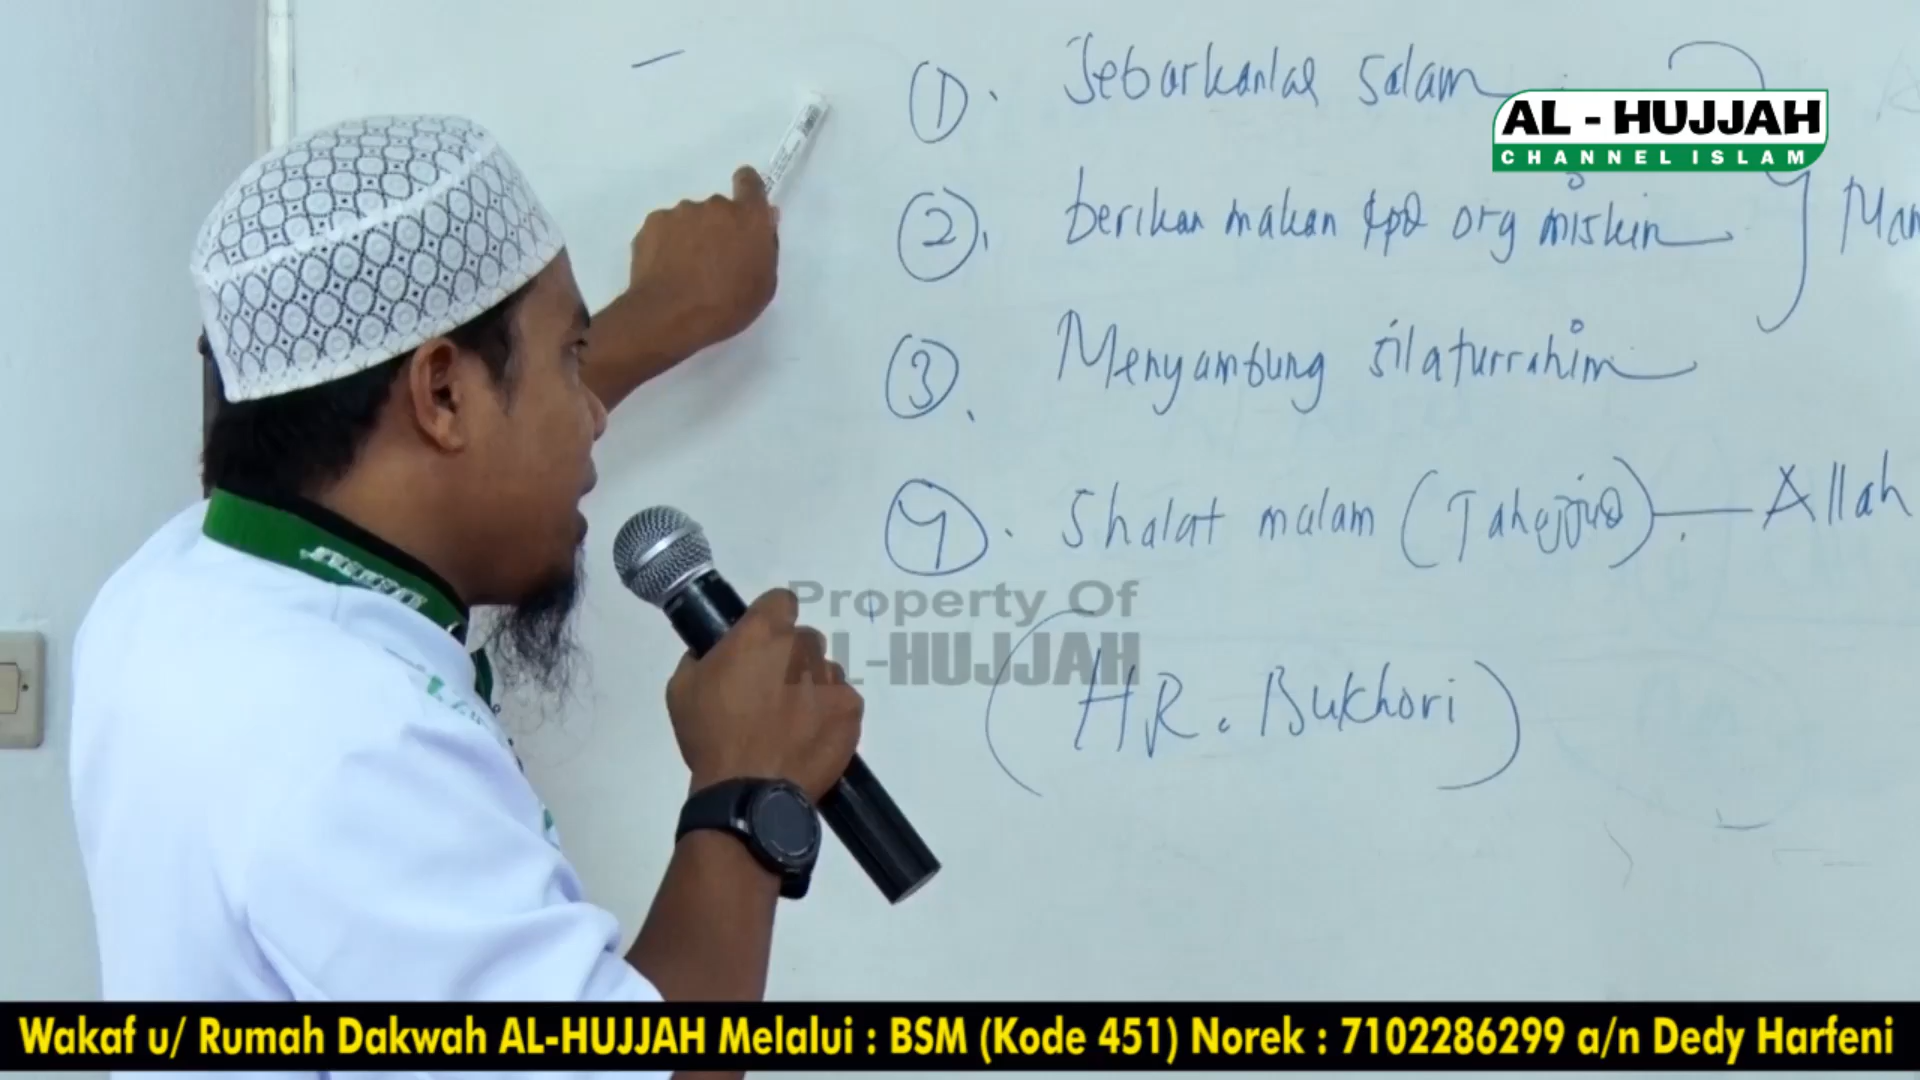 1. Sebarkanlah salam
AL - HUJJAH
CHANNEL ISLAM
2. berikan makan kpd org miskin
3. Menyambung silaturrahim
4. Shalat malam (Tahajjud) — Allah
Property Of
AL-HUJJAH
(HR. Bukhori)
Wakaf u/ Rumah Dakwah AL-HUJJAH Melalui : BSM (Kode 451) Norek : 7102286299 a/n Dedy Harfeni